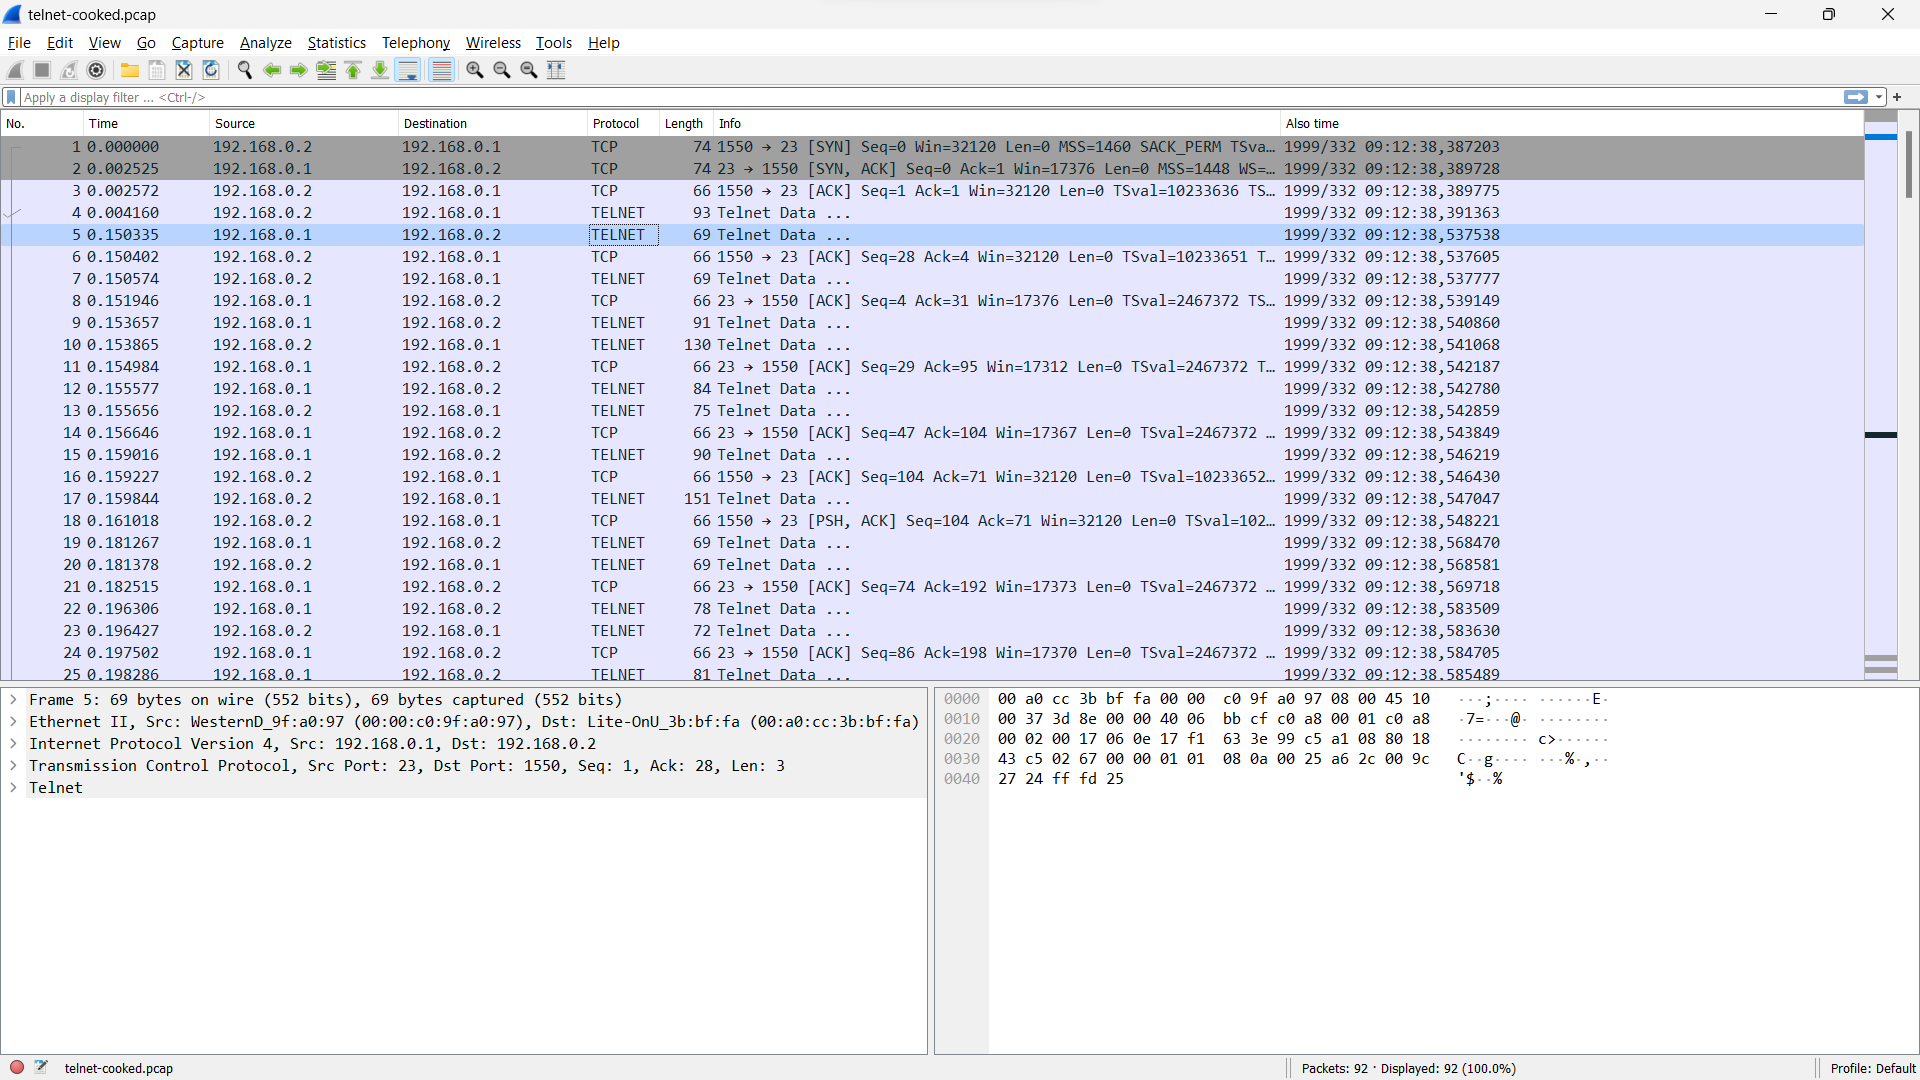 telnet-cooked.pcap
File Edit View Go Capture Analyze Statistics Telephony Wireless Tools Help
Apply a display filter ... <Ctrl-/>
No. Time Source Destination Protocol Length Info Also time
1 0.000000 192.168.0.2 192.168.0.1 TCP 74 1550 → 23 [SYN] Seq=0 Win=32120 Len=0 MSS=1460 SACK_PERM TSva… 1999/332 09:12:38,387203
2 0.002525 192.168.0.1 192.168.0.2 TCP 74 23 → 1550 [SYN, ACK] Seq=0 Ack=1 Win=17376 Len=0 MSS=1448 WS=… 1999/332 09:12:38,389728
3 0.002572 192.168.0.2 192.168.0.1 TCP 66 1550 → 23 [ACK] Seq=1 Ack=1 Win=32120 Len=0 TSval=10233636 TS… 1999/332 09:12:38,389775
4 0.004160 192.168.0.2 192.168.0.1 TELNET 93 Telnet Data ... 1999/332 09:12:38,391363
5 0.150335 192.168.0.1 192.168.0.2 TELNET 69 Telnet Data ... 1999/332 09:12:38,537538
6 0.150402 192.168.0.2 192.168.0.1 TCP 66 1550 → 23 [ACK] Seq=28 Ack=4 Win=32120 Len=0 TSval=10233651 T… 1999/332 09:12:38,537605
7 0.150574 192.168.0.2 192.168.0.1 TELNET 69 Telnet Data ... 1999/332 09:12:38,537777
8 0.151946 192.168.0.1 192.168.0.2 TCP 66 23 → 1550 [ACK] Seq=4 Ack=31 Win=17376 Len=0 TSval=2467372 TS… 1999/332 09:12:38,539149
9 0.153657 192.168.0.1 192.168.0.2 TELNET 91 Telnet Data ... 1999/332 09:12:38,540860
10 0.153865 192.168.0.2 192.168.0.1 TELNET 130 Telnet Data ... 1999/332 09:12:38,541068
11 0.154984 192.168.0.1 192.168.0.2 TCP 66 23 → 1550 [ACK] Seq=29 Ack=95 Win=17312 Len=0 TSval=2467372 T… 1999/332 09:12:38,542187
12 0.155577 192.168.0.1 192.168.0.2 TELNET 84 Telnet Data ... 1999/332 09:12:38,542780
13 0.155656 192.168.0.2 192.168.0.1 TELNET 75 Telnet Data ... 1999/332 09:12:38,542859
14 0.156646 192.168.0.1 192.168.0.2 TCP 66 23 → 1550 [ACK] Seq=47 Ack=104 Win=17367 Len=0 TSval=2467372 … 1999/332 09:12:38,543849
15 0.159016 192.168.0.1 192.168.0.2 TELNET 90 Telnet Data ... 1999/332 09:12:38,546219
16 0.159227 192.168.0.2 192.168.0.1 TCP 66 1550 → 23 [ACK] Seq=104 Ack=71 Win=32120 Len=0 TSval=10233652… 1999/332 09:12:38,546430
17 0.159844 192.168.0.2 192.168.0.1 TELNET 151 Telnet Data ... 1999/332 09:12:38,547047
18 0.161018 192.168.0.2 192.168.0.1 TCP 66 1550 → 23 [PSH, ACK] Seq=104 Ack=71 Win=32120 Len=0 TSval=102… 1999/332 09:12:38,548221
19 0.181267 192.168.0.1 192.168.0.2 TELNET 69 Telnet Data ... 1999/332 09:12:38,568470
20 0.181378 192.168.0.2 192.168.0.1 TELNET 69 Telnet Data ... 1999/332 09:12:38,568581
21 0.182515 192.168.0.1 192.168.0.2 TCP 66 23 → 1550 [ACK] Seq=74 Ack=192 Win=17373 Len=0 TSval=2467372 … 1999/332 09:12:38,569718
22 0.196306 192.168.0.1 192.168.0.2 TELNET 78 Telnet Data ... 1999/332 09:12:38,583509
23 0.196427 192.168.0.2 192.168.0.1 TELNET 72 Telnet Data ... 1999/332 09:12:38,583630
24 0.197502 192.168.0.1 192.168.0.2 TCP 66 23 → 1550 [ACK] Seq=86 Ack=198 Win=17370 Len=0 TSval=2467372 … 1999/332 09:12:38,584705
25 0.198286 192.168.0.1 192.168.0.2 TELNET 81 Telnet Data ... 1999/332 09:12:38,585489
Frame 5: 69 bytes on wire (552 bits), 69 bytes captured (552 bits)
Ethernet II, Src: WesternD_9f:a0:97 (00:00:c0:9f:a0:97), Dst: Lite-OnU_3b:bf:fa (00:a0:cc:3b:bf:fa)
Internet Protocol Version 4, Src: 192.168.0.1, Dst: 192.168.0.2
Transmission Control Protocol, Src Port: 23, Dst Port: 1550, Seq: 1, Ack: 28, Len: 3
Telnet
0000 00 a0 cc 3b bf fa 00 00 c0 9f a0 97 08 00 45 10 ···;···· ······E·
0010 00 37 3d 8e 00 00 40 06 bb cf c0 a8 00 01 c0 a8 ·7=···@· ········
0020 00 02 00 17 06 0e 17 f1 63 3e 99 c5 a1 08 80 18 ········ c>······
0030 43 c5 02 67 00 00 01 01 08 0a 00 25 a6 2c 00 9c C··g···· ···%·,··
0040 27 24 ff fd 25 '$··%
telnet-cooked.pcap
Packets: 92 · Displayed: 92 (100.0%)
Profile: Default